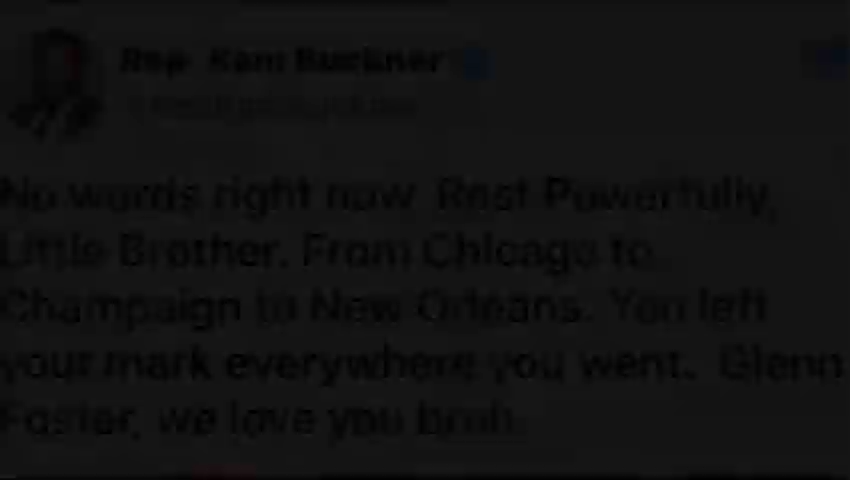 Rep. Kam Buckner
No words right now. Rest Powerfully,
Little Brother. From Chicago to
Champaign to New Orleans. You left
your mark everywhere you went. Glenn
Foster, we love you bruh.